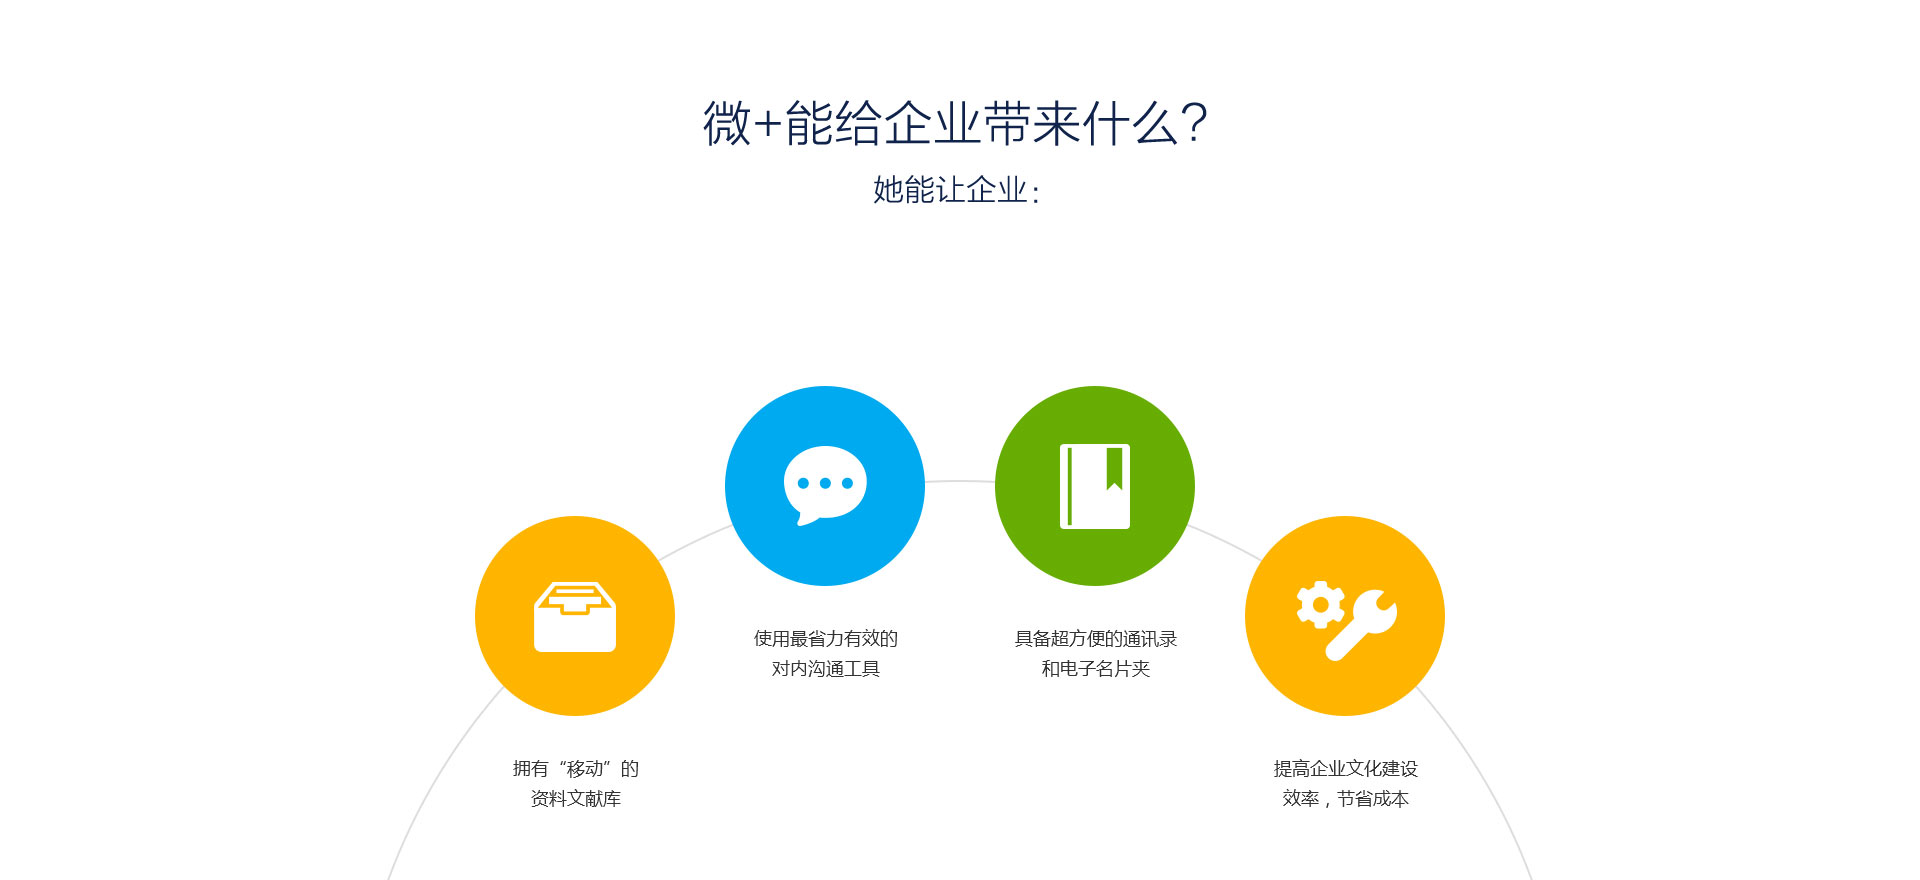 微+能给企业带来什么?
她能让企业：
使用最省力有效的
对内沟通工具
具备超方便的通讯录
和电子名片夹
拥有“移动”的
资料文献库
提高企业文化建设
效率，节省成本